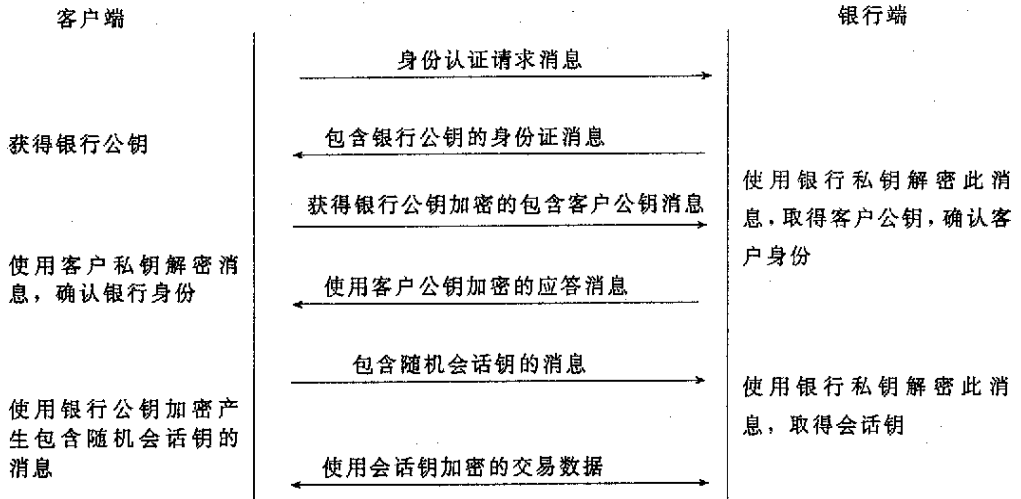 客户端
银行端
身份认证请求消息
获得银行公钥
包含银行公钥的身份证消息
获得银行公钥加密的包含客户公钥消息
使用银行私钥解密此消
息,取得客户公钥,确认客
户身份
使用客户私钥解密消
息,确认银行身份
使用客户公钥加密的应答消息
包含随机会话钥的消息
使用银行私钥解密此消
息,取得会话钥
使用银行公钥加密产
生包含随机会话钥的
消息
使用会话钥加密的交易数据